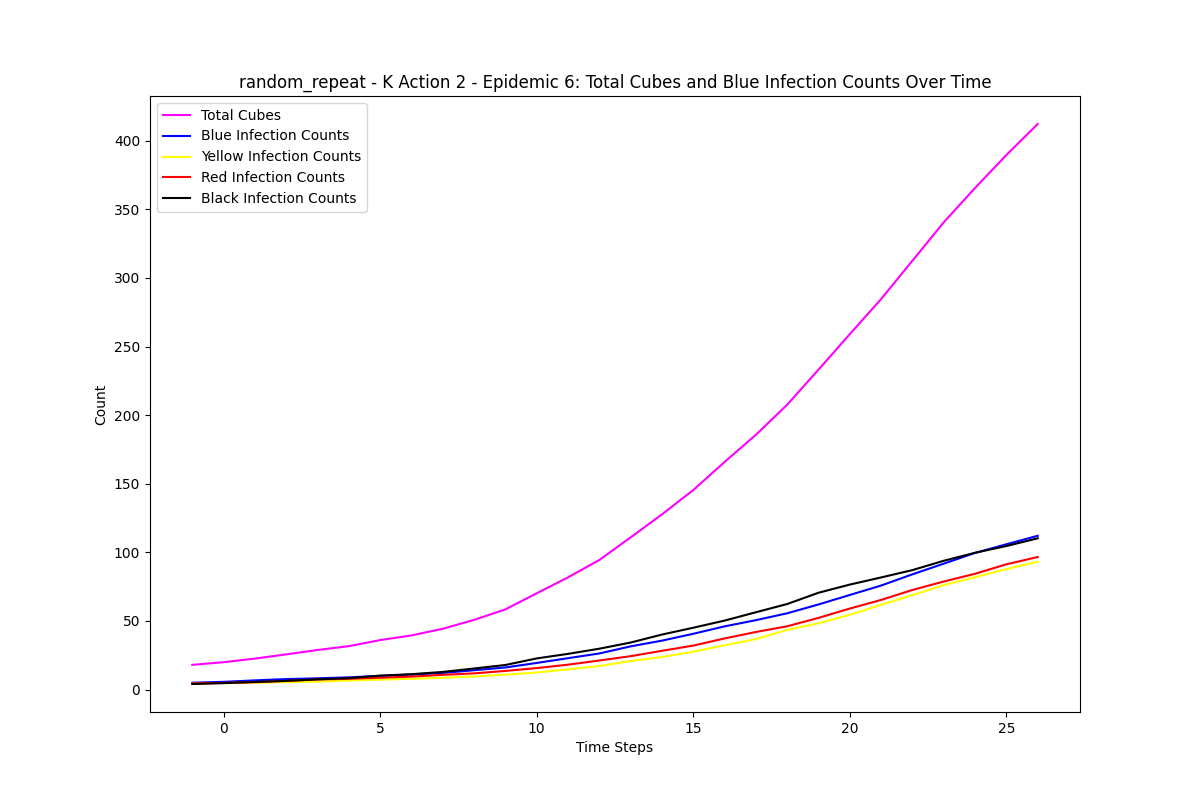 random_repeat - K Action 2 - Epidemic 6: Total Cubes and Blue Infection Counts Over Time
Total Cubes
Blue Infection Counts
Yellow Infection Counts
Red Infection Counts
Black Infection Counts
400
350
300
250
200
150
100
50
0
Count
0 5 10 15 20 25
Time Steps